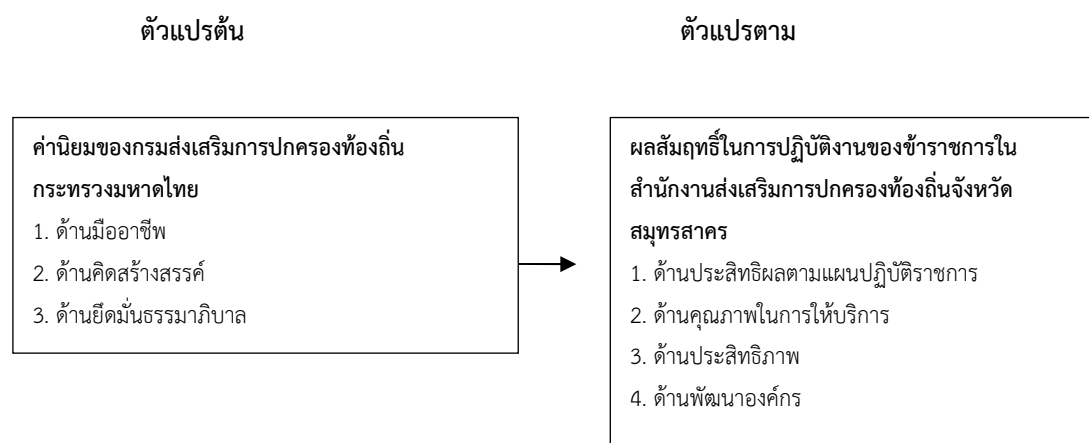 ตัวแปรต้น
ตัวแปรตาม
ค่านิยมของกรมส่งเสริมการปกครองท้องถิ่น
กระทรวงมหาดไทย
1. ด้านมืออาชีพ
2. ด้านคิดสร้างสรรค์
3. ด้านยึดมั่นธรรมาภิบาล
ผลสัมฤทธิ์ในการปฏิบัติงานของข้าราชการใน
สำนักงานส่งเสริมการปกครองท้องถิ่นจังหวัด
สมุทรสาคร
1. ด้านประสิทธิผลตามแผนปฏิบัติราชการ
2. ด้านคุณภาพในการให้บริการ
3. ด้านประสิทธิภาพ
4. ด้านพัฒนาองค์กร